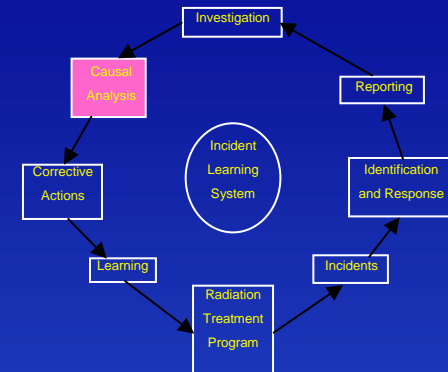 Investigation
Causal
Analysis
Reporting
Incident
Learning
System
Corrective
Actions
Identification
and Response
Learning
Incidents
Radiation
Treatment
Program